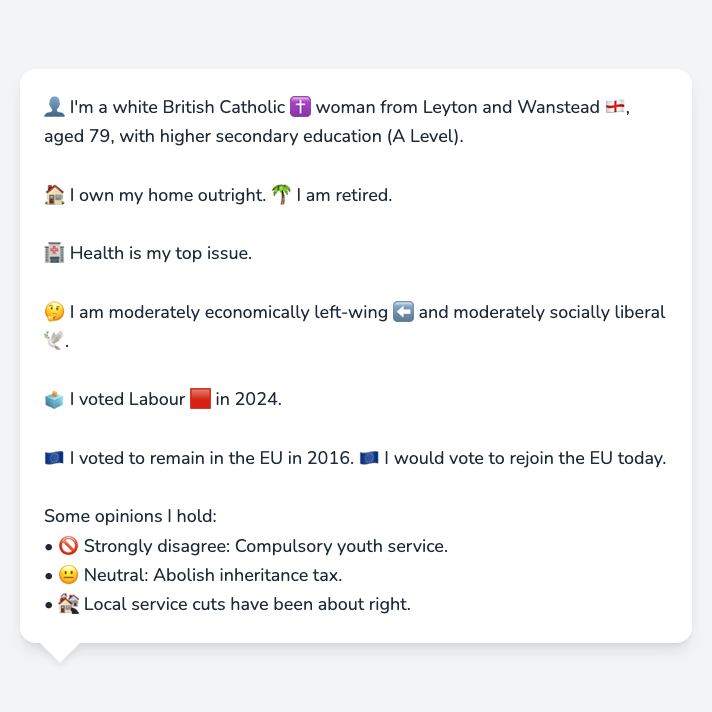 👤 I'm a white British Catholic ✝️ woman from Leyton and Wanstead 🏴󠁧󠁢󠁥󠁮󠁧󠁿,
aged 79, with higher secondary education (A Level).
🏠 I own my home outright. 🌴 I am retired.
🏥 Health is my top issue.
🤔 I am moderately economically left-wing ⬅️ and moderately socially liberal
🕊️.
🗳️ I voted Labour 🟥 in 2024.
🇪🇺 I voted to remain in the EU in 2016. 🇪🇺 I would vote to rejoin the EU today.
Some opinions I hold:
• 🚫 Strongly disagree: Compulsory youth service.
• 😐 Neutral: Abolish inheritance tax.
• 🏚️ Local service cuts have been about right.